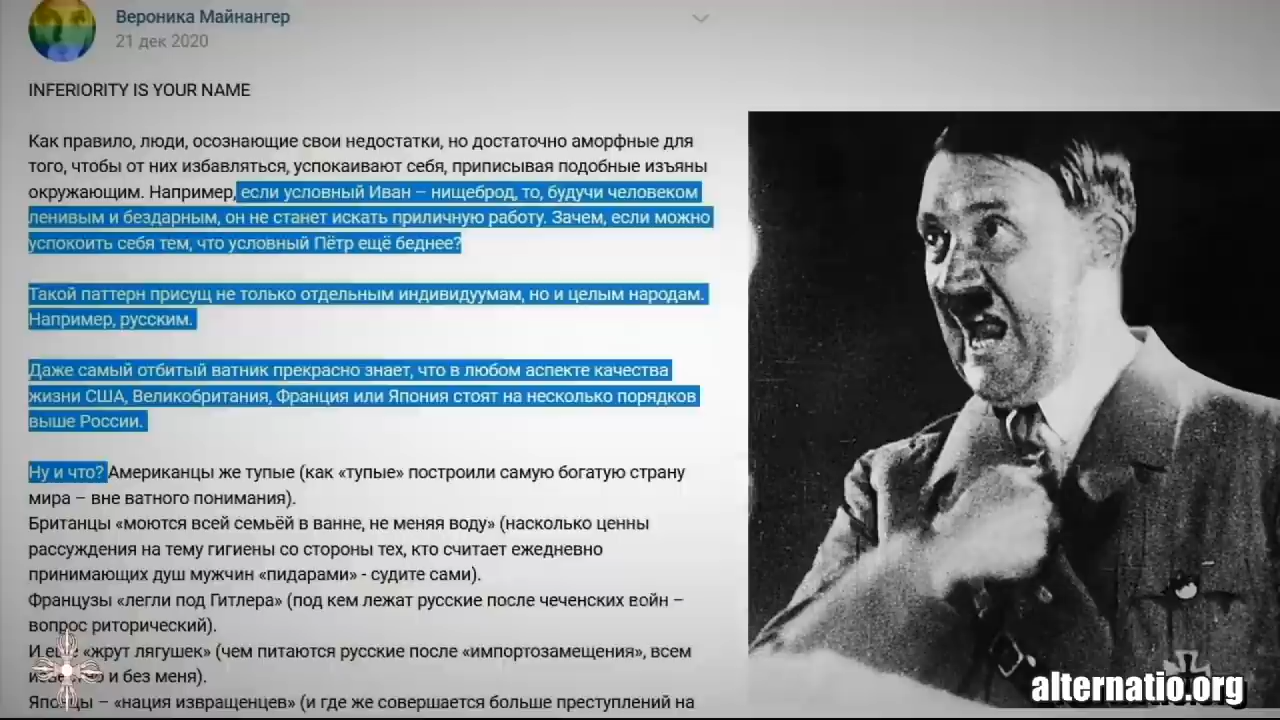 Вероника Майнангер
21 дек 2020
INFERIORITY IS YOUR NAME
Как правило, люди, осознающие свои недостатки, но достаточно аморфные для
того, чтобы от них избавляться, успокаивают себя, приписывая подобные изъяны
окружающим. Например, если условный Иван – нищеброд, то, будучи человеком
ленивым и бездарным, он не станет искать приличную работу. Зачем, если можно
успокоить себя тем, что условный Пётр ещё беднее?
Такой паттерн присущ не только отдельным индивидуумам, но и целым народам.
Например, русским.
Даже самый отбитый ватник прекрасно знает, что в любом аспекте качества
жизни США, Великобритания, Франция или Япония стоят на несколько порядков
выше России.
Ну и что? Американцы же тупые (как «тупые» построили самую богатую страну
мира – вне ватного понимания).
Британцы «моются всей семьёй в ванне, не меняя воду» (насколько ценны
рассуждения на тему гигиены со стороны тех, кто считает ежедневно
принимающих душ мужчин «пидарами» - судите сами).
Французы «легли под Гитлера» (под кем лежат русские после чеченских войн –
вопрос риторический).
И «жрут лягушек» (чем питаются русские после «импортозамещения», всем
и без меня).
– «нация извращенцев» (и где же совершается больше преступлений на
alternatio.org